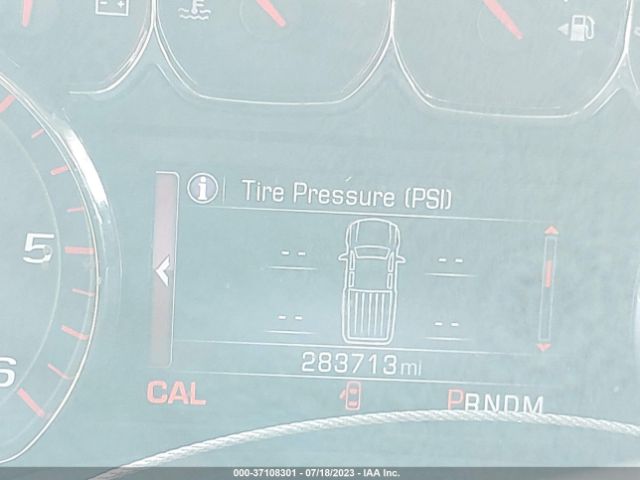 5
6
i Tire Pressure (PSI)
-- --
-- --
283713mi
CAL PRNDM
000-37108301 - 07/18/2023 - IAA Inc.